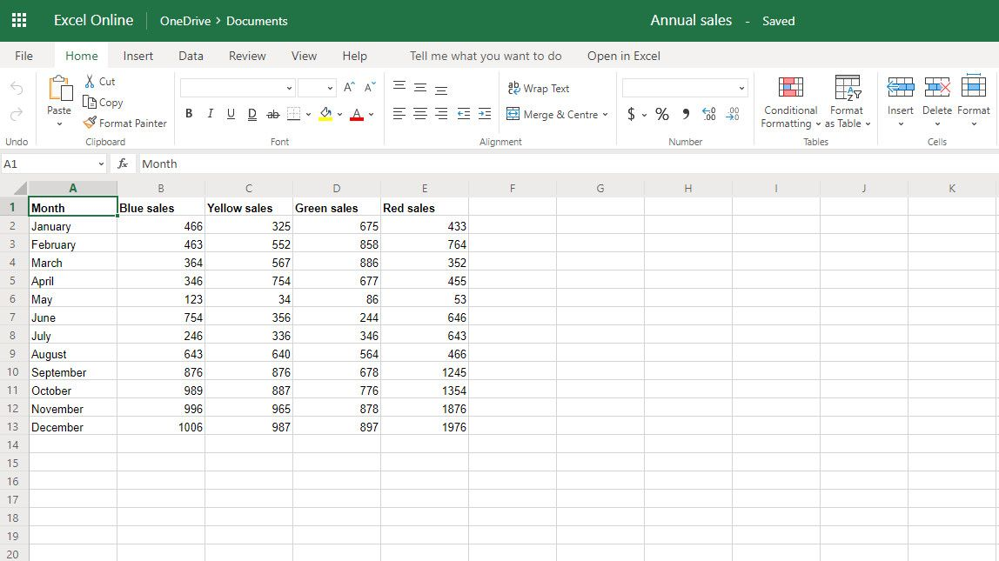 Excel Online OneDrive > Documents Annual sales - Saved
File Home Insert Data Review View Help Tell me what you want to do Open in Excel
Paste Cut Copy Format Painter
B I U D ab A A A ab c Wrap Text Merge & Centre $ % , .00 .00
Conditional Formatting Format as Table Insert Delete Format
Undo Clipboard Font Alignment Number Tables Cells
A1 fx Month
A B C D E F G H I J K
1 Month Blue sales Yellow sales Green sales Red sales
2 January 466 325 675 433
3 February 463 552 858 764
4 March 364 567 886 352
5 April 346 754 677 455
6 May 123 34 86 53
7 June 754 356 244 646
8 July 246 336 346 643
9 August 643 640 564 466
10 September 876 876 678 1245
11 October 989 887 776 1354
12 November 996 965 878 1876
13 December 1006 987 897 1976
14
15
16
17
18
19
20